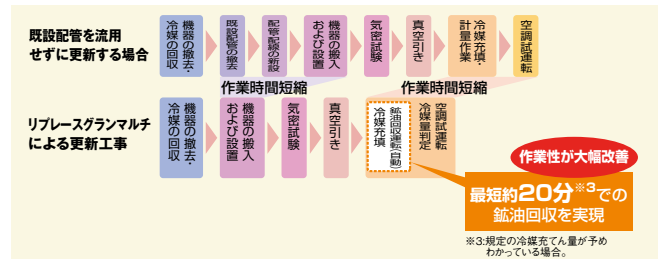 既設配管を流用
せずに更新する場合
機器の撤去・
冷媒の回収
既設配管の撤去
配管配線の新設
機器の搬入
および設置
気密試験
真空引き
冷媒充填・
計量作業
空調試運転
作業時間短縮
作業時間短縮
リプレースグランマルチ
による更新工事
機器の撤去・
冷媒の回収
機器の搬入
および設置
気密試験
真空引き
鉱油回収運転(自動)
冷媒充填
空調試運転
冷媒量判定
作業性が大幅改善
最短約20分※3での
鉱油回収を実現
※3:規定の冷媒充てん量が予め
わかっている場合。